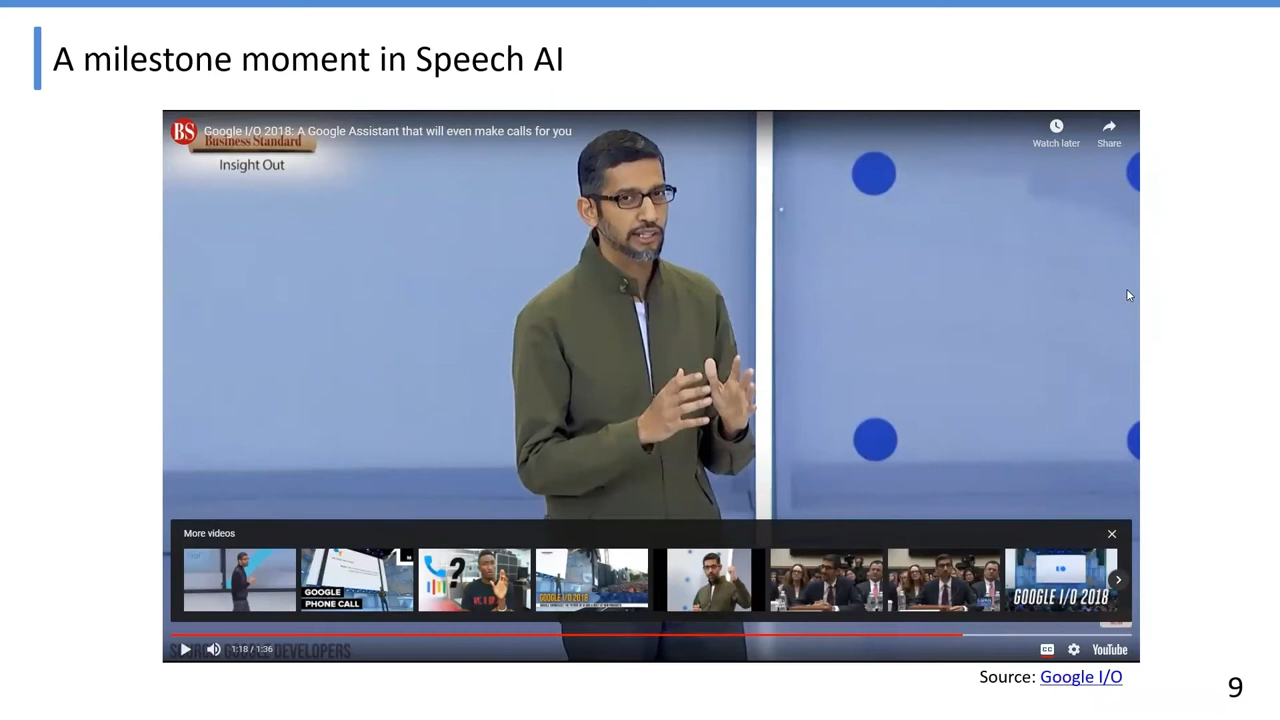 A milestone moment in Speech AI
BS
Google I/O 2018: A Google Assistant that will even make calls for you
Business Standard
Insight Out
Watch later
Share
More videos
GOOGLE
PHONE CALL
?
GOOGLE I/O 2018
GOOGLE I/O 2018
1:18 / 1:36
CC
YouTube
Source: Google I/O
9